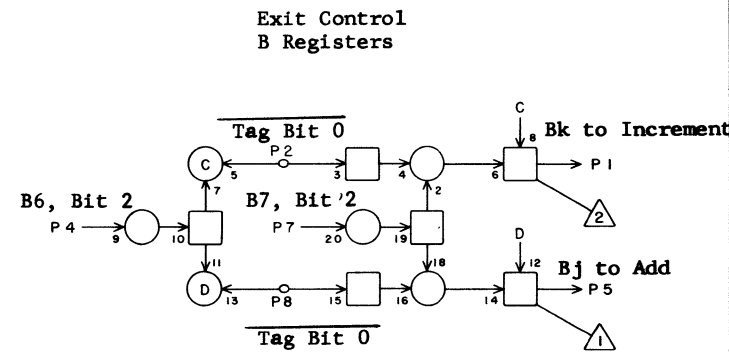 Exit Control
B Registers
Tag Bit 0
C
Bk to Increment
P2
8
C
3
4
6
P1
5
7
2
B6, Bit 2
B7, Bit 2
2
P4
P7
9
10
20
19
D
12
11
18
Bj to Add
D
13
P8
15
16
14
P5
Tag Bit 0
1